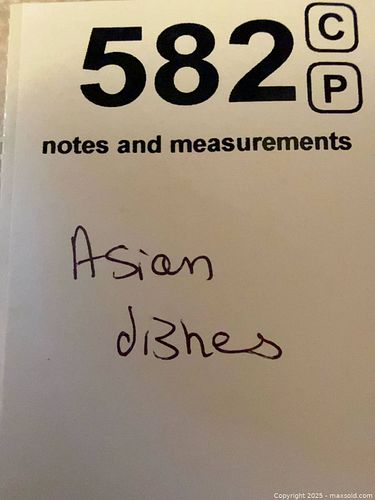 582
C
P
notes and measurements
Asian
dishes
Copyright 2025 - maxsold.com